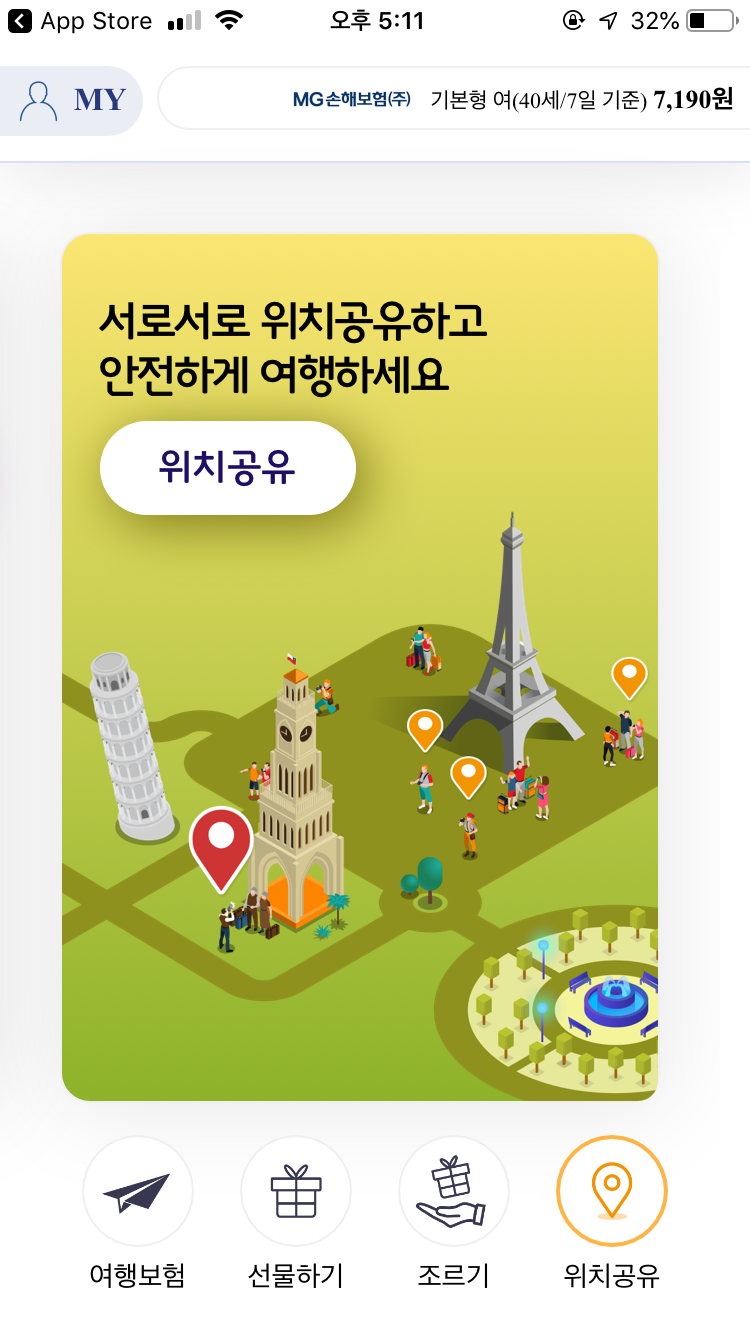 App Store 오후 5:11 32%
MY MG 손해보험(주) 기본형 여(40세/7일 기준) 7,190원
서로서로 위치공유하고
안전하게 여행하세요
위치공유
여행보험 선물하기 조르기 위치공유